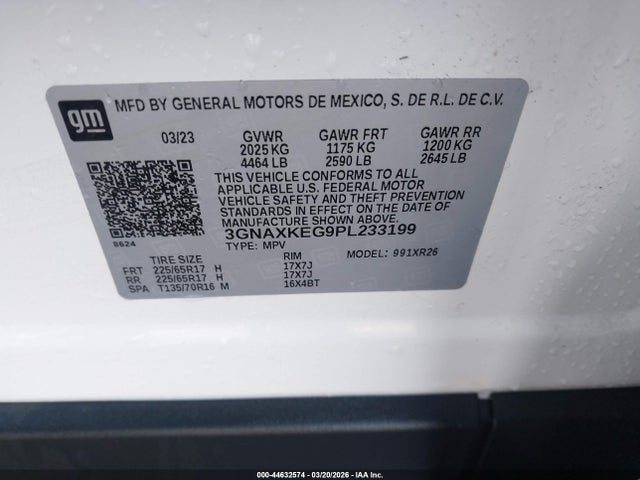 gm
MFD BY GENERAL MOTORS DE MEXICO, S. DE R.L. DE C.V.
03/23 GVWR GAWR FRT GAWR RR
2025 KG 1175 KG 1200 KG
4464 LB 2590 LB 2645 LB
THIS VEHICLE CONFORMS TO ALL
APPLICABLE U.S. FEDERAL MOTOR
VEHICLE SAFETY AND THEFT PREVENTION
STANDARDS IN EFFECT ON THE DATE OF
MANUFACTURE SHOWN ABOVE.
3GNAXKEG9PL233199
8624
TYPE: MPV MODEL: 991XR26
TIRE SIZE RIM
FRT 225/65R17 H 17X7J
RR 225/65R17 H 17X7J
SPA T135/70R16 M 16X4BT
000-44632574 | 03/20/2026 | IAA Inc.